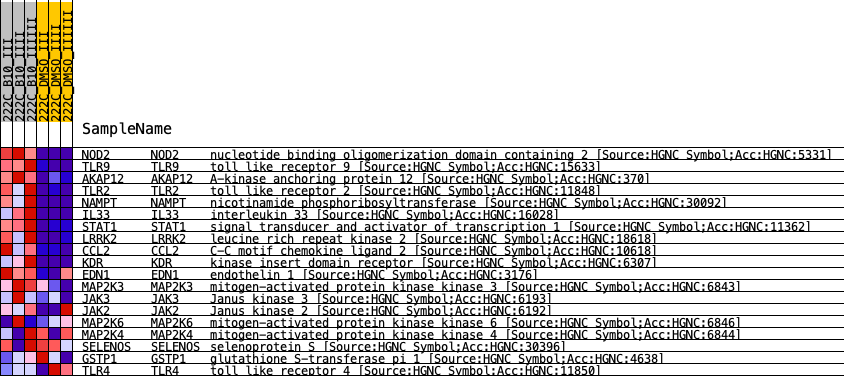 222C_B10_III
222C_B10_IIII
222C_B10_IIIIII
222C_DMSO_III
222C_DMSO_IIII
222C_DMSO_IIIIII
SampleName
NOD2 NOD2 nucleotide binding oligomerization domain containing 2 [Source:HGNC Symbol;Acc:HGNC:5331]
TLR9 TLR9 toll like receptor 9 [Source:HGNC Symbol;Acc:HGNC:15633]
AKAP12 AKAP12 A-kinase anchoring protein 12 [Source:HGNC Symbol;Acc:HGNC:370]
TLR2 TLR2 toll like receptor 2 [Source:HGNC Symbol;Acc:HGNC:11848]
NAMPT NAMPT nicotinamide phosphoribosyltransferase [Source:HGNC Symbol;Acc:HGNC:30092]
IL33 IL33 interleukin 33 [Source:HGNC Symbol;Acc:HGNC:16028]
STAT1 STAT1 signal transducer and activator of transcription 1 [Source:HGNC Symbol;Acc:HGNC:11362]
LRRK2 LRRK2 leucine rich repeat kinase 2 [Source:HGNC Symbol;Acc:HGNC:18618]
CCL2 CCL2 C-C motif chemokine ligand 2 [Source:HGNC Symbol;Acc:HGNC:10618]
KDR KDR kinase insert domain receptor [Source:HGNC Symbol;Acc:HGNC:6307]
EDN1 EDN1 endothelin 1 [Source:HGNC Symbol;Acc:HGNC:3176]
MAP2K3 MAP2K3 mitogen-activated protein kinase kinase 3 [Source:HGNC Symbol;Acc:HGNC:6843]
JAK3 JAK3 Janus kinase 3 [Source:HGNC Symbol;Acc:HGNC:6193]
JAK2 JAK2 Janus kinase 2 [Source:HGNC Symbol;Acc:HGNC:6192]
MAP2K6 MAP2K6 mitogen-activated protein kinase kinase 6 [Source:HGNC Symbol;Acc:HGNC:6846]
MAP2K4 MAP2K4 mitogen-activated protein kinase kinase 4 [Source:HGNC Symbol;Acc:HGNC:6844]
SELENOS SELENOS selenoprotein S [Source:HGNC Symbol;Acc:HGNC:30396]
GSTP1 GSTP1 glutathione S-transferase pi 1 [Source:HGNC Symbol;Acc:HGNC:4638]
TLR4 TLR4 toll like receptor 4 [Source:HGNC Symbol;Acc:HGNC:11850]